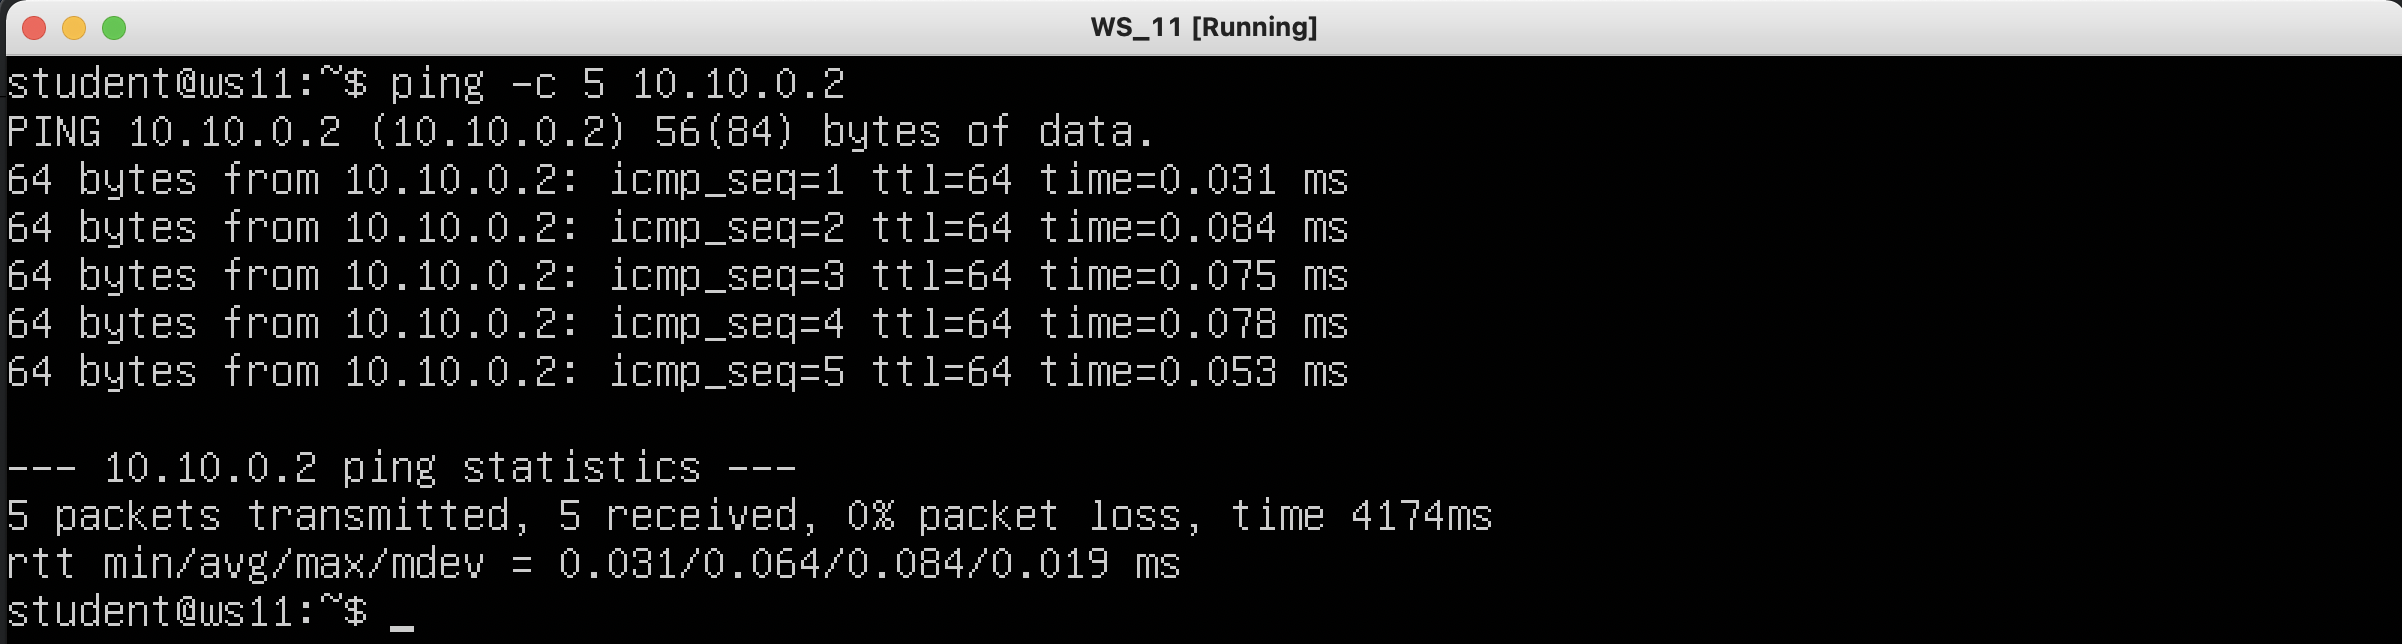 WS_11 [Running]
student@ws11:~$ ping -c 5 10.10.0.2
PING 10.10.0.2 (10.10.0.2) 56(84) bytes of data.
64 bytes from 10.10.0.2: icmp_seq=1 ttl=64 time=0.031 ms
64 bytes from 10.10.0.2: icmp_seq=2 ttl=64 time=0.084 ms
64 bytes from 10.10.0.2: icmp_seq=3 ttl=64 time=0.075 ms
64 bytes from 10.10.0.2: icmp_seq=4 ttl=64 time=0.078 ms
64 bytes from 10.10.0.2: icmp_seq=5 ttl=64 time=0.053 ms
--- 10.10.0.2 ping statistics ---
5 packets transmitted, 5 received, 0% packet loss, time 4174ms
rtt min/avg/max/mdev = 0.031/0.064/0.084/0.019 ms
student@ws11:~$ _